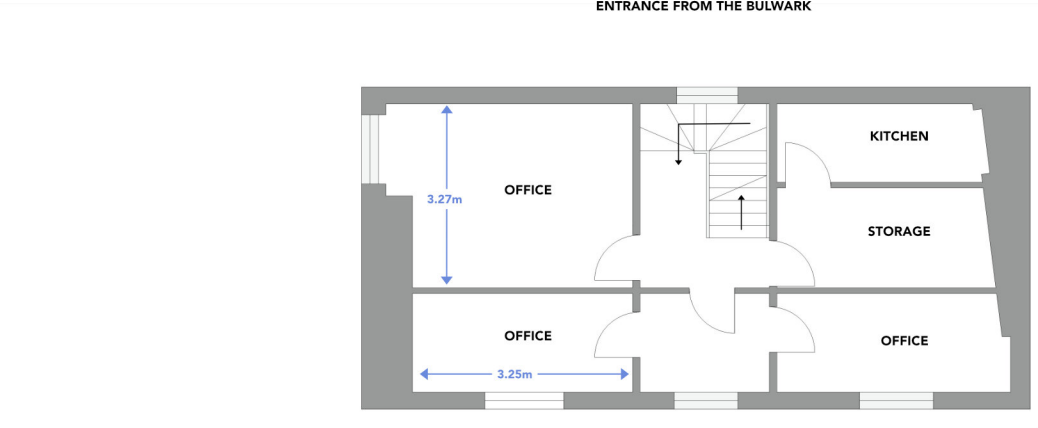 ENTRANCE FROM THE BULWARK
KITCHEN
OFFICE
3.27m
STORAGE
OFFICE
OFFICE
3.25m